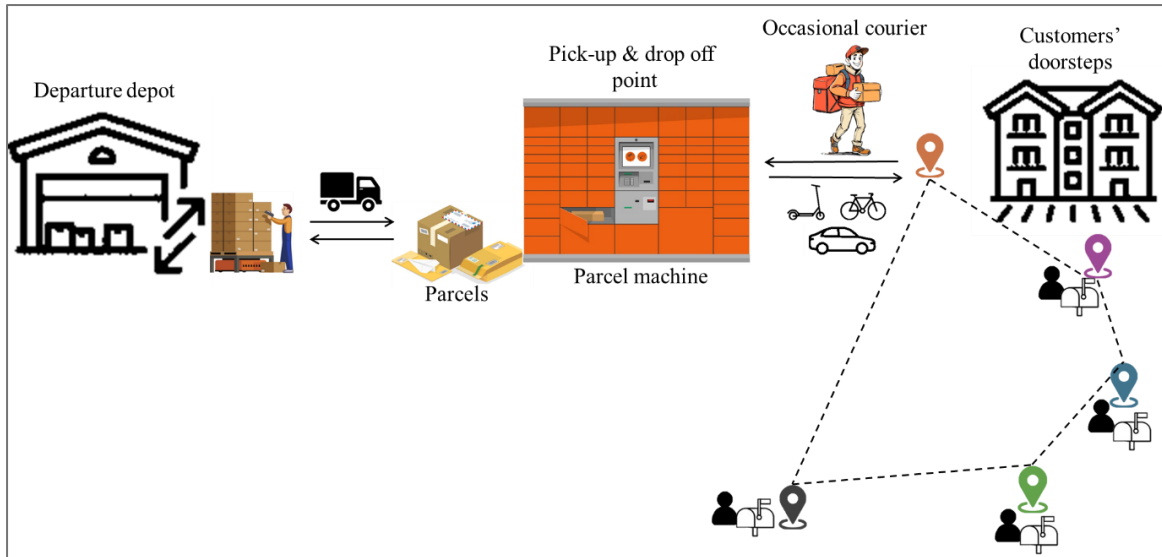 Departure depot
Pick-up & drop off
point
Occasional courier
Customers’
doorsteps
Parcels
Parcel machine